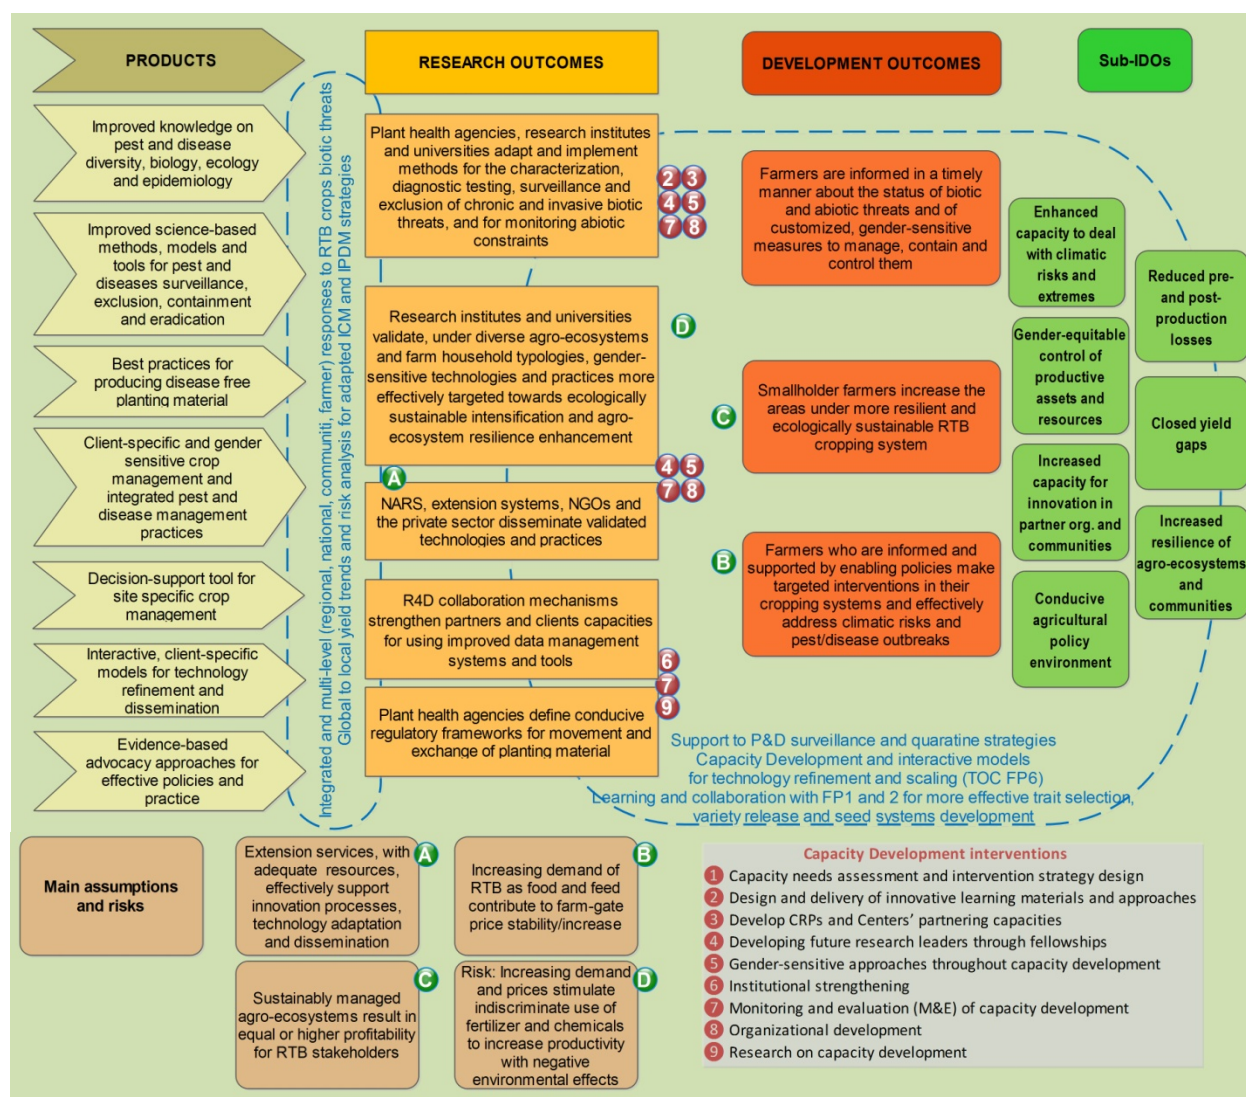 PRODUCTS
RESEARCH OUTCOMES
DEVELOPMENT OUTCOMES
Sub-IDOs
Improved knowledge on
pest and disease
diversity, biology, ecology
and epidemiology
Improved science-based
methods, models and
tools for pest and
diseases surveillance,
exclusion, containment
and eradication
Best practices for
producing disease free
planting material
Client-specific and gender
sensitive crop
management and
integrated pest and
disease management
practices
Decision-support tool for
site specific crop
management
Interactive, client-specific
models for technology
refinement and
dissemination
Evidence-based
advocacy approaches for
effective policies and
practice
Integrated and multi-level (regional, national, communiti, farmer) responses to RTB crops biotic threats
Global to local yield trends and risk analysis for adapted ICM and IPDM strategies
Plant health agencies, research institutes
and universities adapt and implement
methods for the characterization,
diagnostic testing, surveillance and
exclusion of chronic and invasive biotic
threats, and for monitoring abiotic
constraints
2 3
4 5
7 8
Research institutes and universities
validate, under diverse agro-ecosystems
and farm household typologies, gender-
sensitive technologies and practices more
effectively targeted towards ecologically
sustainable intensification and agro-
ecosystem resilience enhancement
D
4 5
7 8
A
NARS, extension systems, NGOs and
the private sector disseminate validated
technologies and practices
R4D collaboration mechanisms
strengthen partners and clients capacities
for using improved data management
systems and tools
6
7
9
Plant health agencies define conducive
regulatory frameworks for movement and
exchange of planting material
Farmers are informed in a timely
manner about the status of biotic
and abiotic threats and of
customized, gender-sensitive
measures to manage, contain and
control them
C
Smallholder farmers increase the
areas under more resilient and
ecologically sustainable RTB
cropping system
B
Farmers who are informed and
supported by enabling policies make
targeted interventions in their
cropping systems and effectively
address climatic risks and
pest/disease outbreaks
Enhanced
capacity to deal
with climatic
risks and
extremes
Gender-equitable
control of
productive
assets and
resources
Increased
capacity for
innovation in
partner org. and
communities
Conducive
agricultural
policy
environment
Reduced pre-
and post-
production
losses
Closed yield
gaps
Increased
resilience of
agro-ecosystems
and
communities
Support to P&D surveillance and quaratine strategies
Capacity Development and interactive models
for technology refinement and scaling (TOC FP6)
Learning and collaboration with FP1 and 2 for more effective trait selection,
variety release and seed systems development
Main assumptions
and risks
A
Extension services, with
adequate resources,
effectively support
innovation processes,
technology adaptation
and dissemination
B
Increasing demand of
RTB as food and feed
contribute to farm-gate
price stability/increase
C
Sustainably managed
agro-ecosystems result in
equal or higher profitability
for RTB stakeholders
D
Risk: Increasing demand
and prices stimulate
indiscriminate use of
fertilizer and chemicals
to increase productivity
with negative
environmental effects
Capacity Development interventions
1 Capacity needs assessment and intervention strategy design
2 Design and delivery of innovative learning materials and approaches
3 Develop CRPs and Centers’ partnering capacities
4 Developing future research leaders through fellowships
5 Gender-sensitive approaches throughout capacity development
6 Institutional strengthening
7 Monitoring and evaluation (M&E) of capacity development
8 Organizational development
9 Research on capacity development